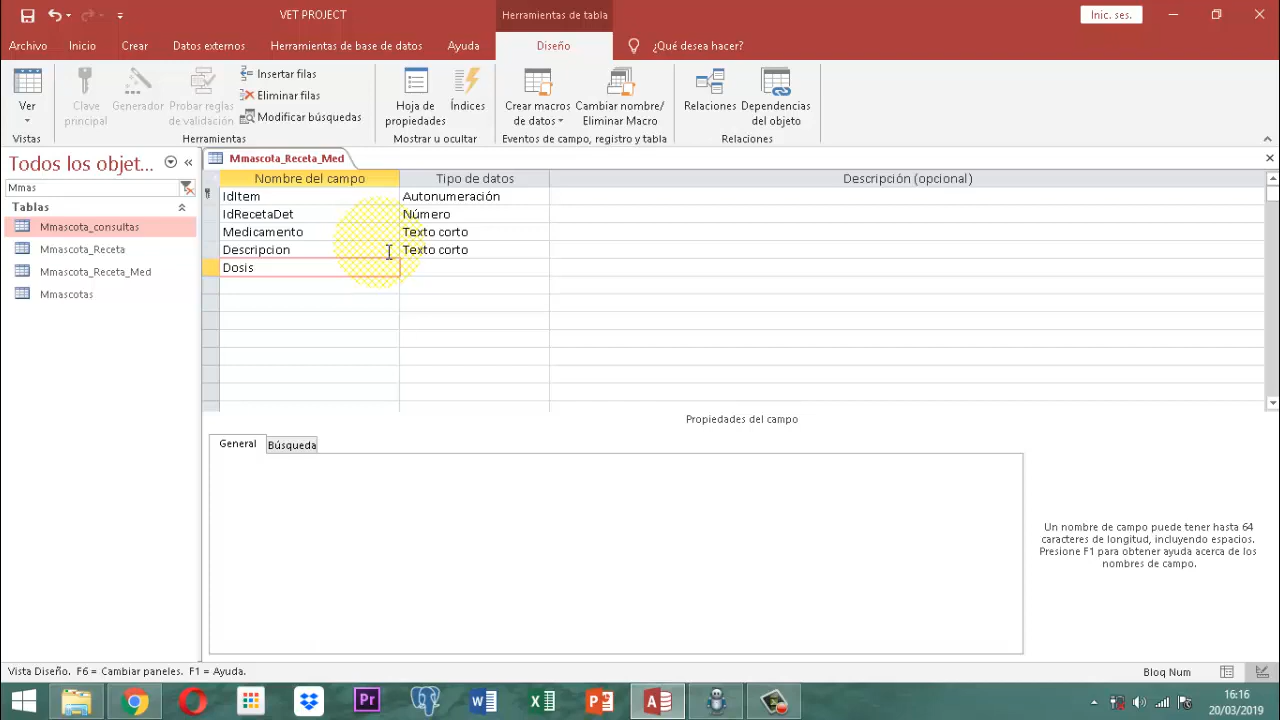 VET PROJECT
Herramientas de tabla
Inic. ses.
Archivo
Inicio
Crear
Datos externos
Herramientas de base de datos
Ayuda
Diseño
¿Qué desea hacer?
Ver
Clave principal
Generador
Probar reglas de validación
Insertar filas
Eliminar filas
Modificar búsquedas
Hoja de propiedades
Índices
Crear macros de datos
Cambiar nombre/ Eliminar Macro
Relaciones
Dependencias del objeto
Vistas
Herramientas
Mostrar u ocultar
Eventos de campo, registro y tabla
Relaciones
Todos los objet...
Mmas
Tablas
Mmascota_consultas
Mmascota_Receta
Mmascota_Receta_Med
Mmascotas
Mmascota_Receta_Med
Nombre del campo
Tipo de datos
Descripción (opcional)
IdItem
Autonumeración
IdRecetaDet
Número
Medicamento
Texto corto
Descripcion
Texto corto
Dosis
Propiedades del campo
General
Búsqueda
Un nombre de campo puede tener hasta 64
caracteres de longitud, incluyendo espacios.
Presione F1 para obtener ayuda acerca de los
nombres de campo.
Vista Diseño. F6 = Cambiar paneles. F1 = Ayuda.
Bloq Num
Pr
16:16
20/03/2019